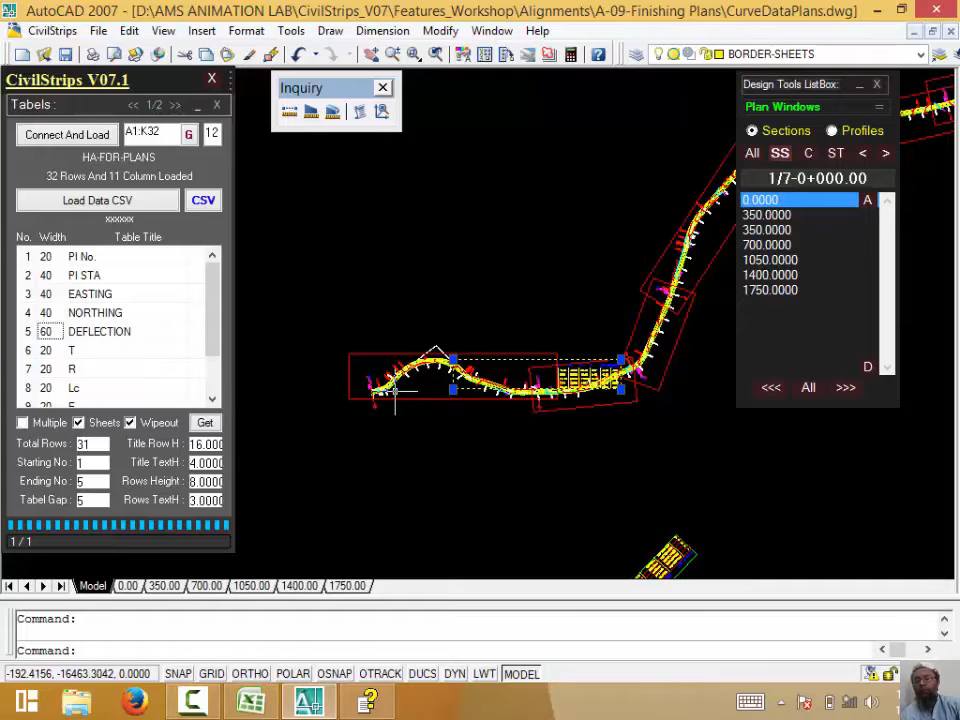 AutoCAD 2007 - [D:\AMS ANIMATION LAB\CivilStrips_V07\Features_Workshop\Alignments\A-09-Finishing Plans\CurveDataPlans.dwg]
CivilStrips File Edit View Insert Format Tools Draw Dimension Modify Window Help
BORDER-SHEETS
CivilStrips V07.1 X
Tabels : << 1/2 >> _ X
Connect And Load A1:K32 G 12
HA-FOR-PLANS
32 Rows And 11 Column Loaded
Load Data CSV CSV
xxxxxx
No. Width Table Title
1 20 PI No.
2 40 PI STA
3 40 EASTING
4 40 NORTHING
5 60 DEFLECTION
6 20 T
7 20 R
8 20 Lc
Multiple Sheets Wipeout Get
Total Rows : 31 Title Row H : 16.000
Starting No : 1 Title TextH : 4.0000
Ending No : 5 Rows Height : 8.0000
Tabel Gap : 5 Rows TextH : 3.0000
1 / 1
Inquiry
Design Tools ListBox: _ X
Plan Windows
Sections Profiles
All SS C ST < >
1/7-0+000.00
0.0000 A
350.0000
350.0000
700.0000
1050.0000
1400.0000
1750.0000
D
<<< All >>>
Model 0.00 350.00 700.00 1050.00 1400.00 1750.00
Command:
Command:
-192.4156, -16463.3042, 0.0000 SNAP GRID ORTHO POLAR OSNAP OTRACK DUCS DYN LWT MODEL